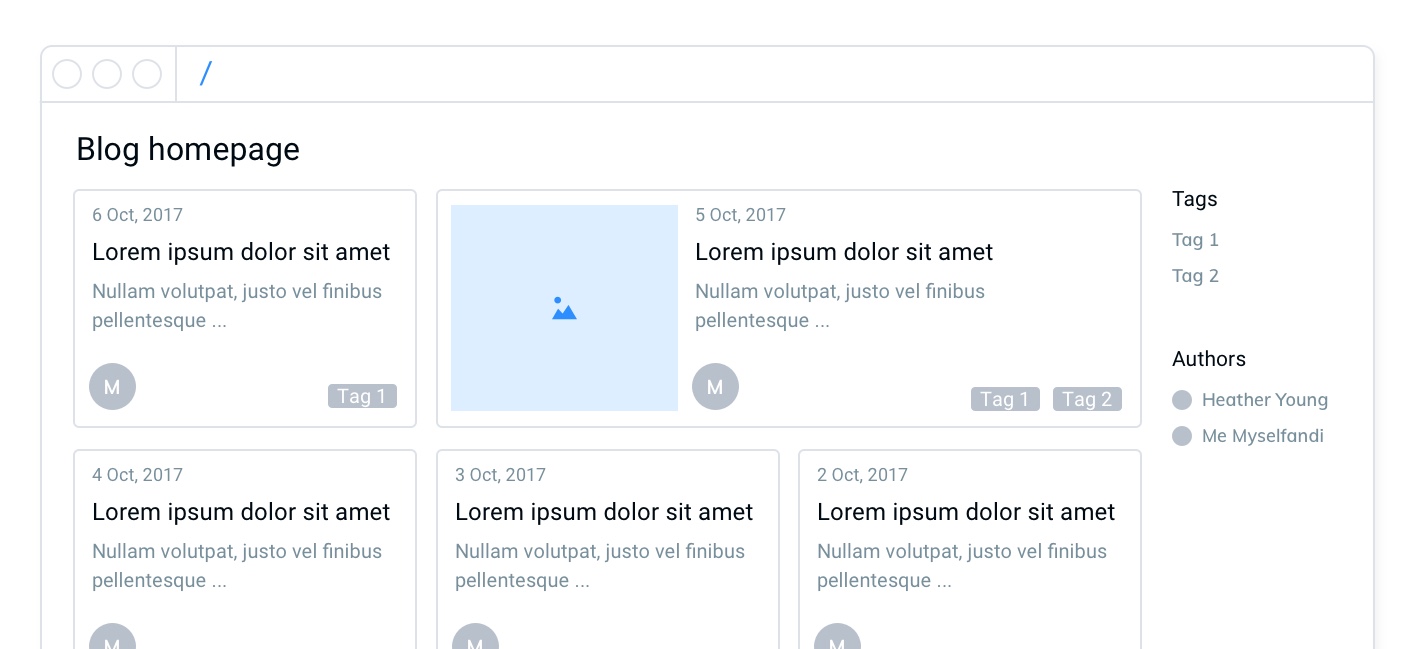 /
Blog homepage
6 Oct, 2017
Lorem ipsum dolor sit amet
Nullam volutpat, justo vel finibus
pellentesque ...
M
Tag 1
5 Oct, 2017
Lorem ipsum dolor sit amet
Nullam volutpat, justo vel finibus
pellentesque ...
M
Tag 1 Tag 2
4 Oct, 2017
Lorem ipsum dolor sit amet
Nullam volutpat, justo vel finibus
pellentesque ...
M
3 Oct, 2017
Lorem ipsum dolor sit amet
Nullam volutpat, justo vel finibus
pellentesque ...
M
2 Oct, 2017
Lorem ipsum dolor sit amet
Nullam volutpat, justo vel finibus
pellentesque ...
M
Tags
Tag 1
Tag 2
Authors
Heather Young
Me Myselfandi